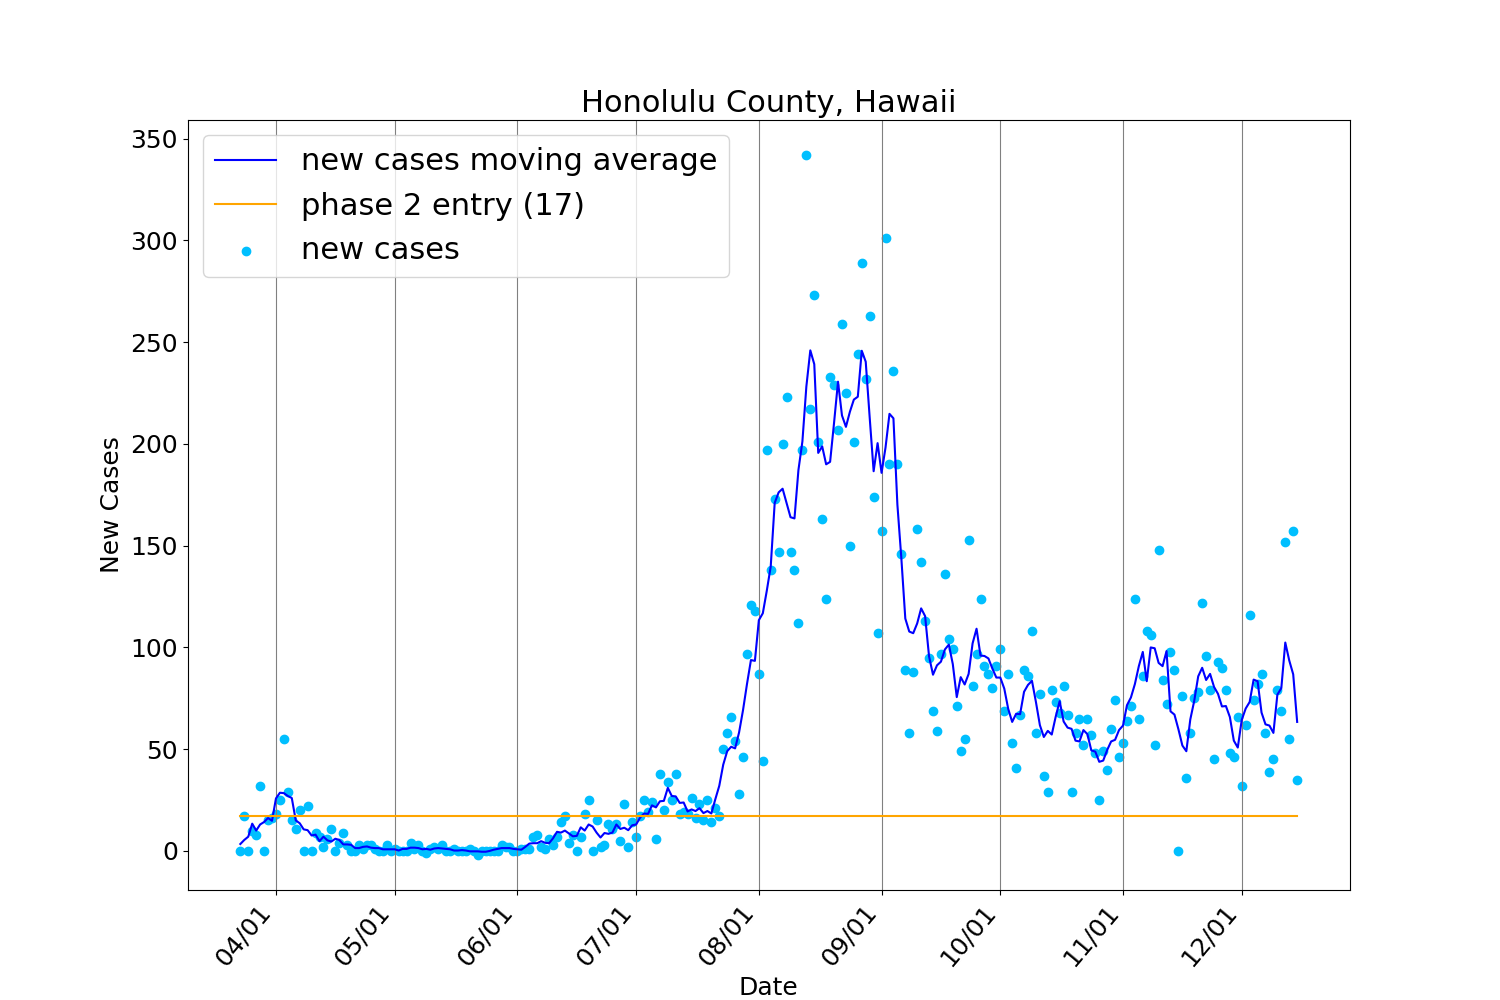 Honolulu County, Hawaii
new cases moving average
phase 2 entry (17)
new cases
350
300
250
200
150
100
50
0
New Cases
04/01
05/01
06/01
07/01
08/01
09/01
10/01
11/01
12/01
Date